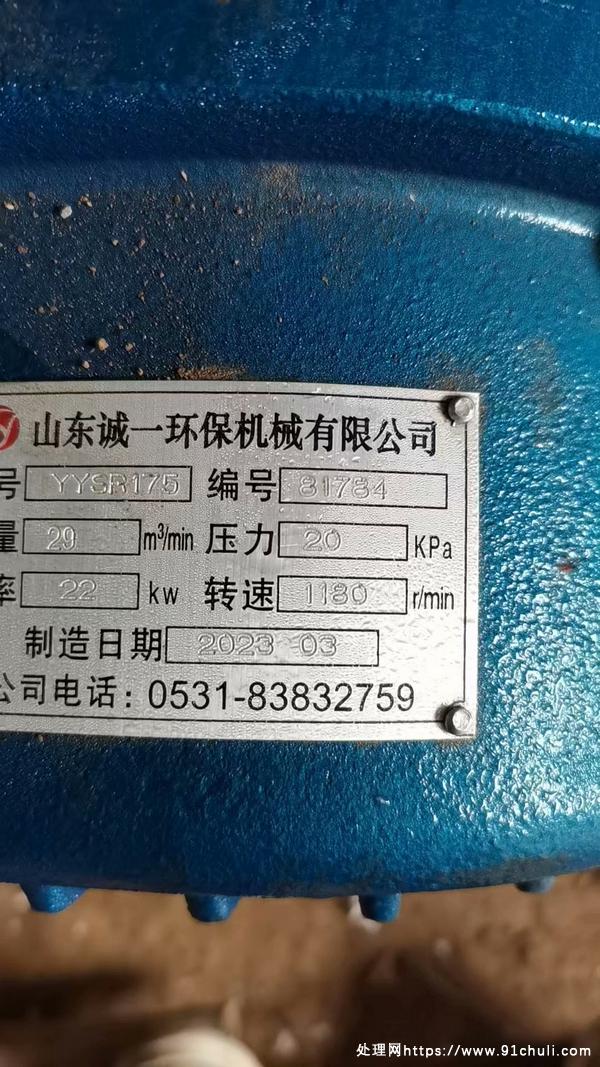 山东诚一环保机械有限公司
号 YYSR175 编号 81784
量 29 m³/min 压力 20 KPa
率 22 kw 转速 1180 r/min
制造日期 2023 03
公司电话：0531-83832759
处理网https://www.91chuli.com